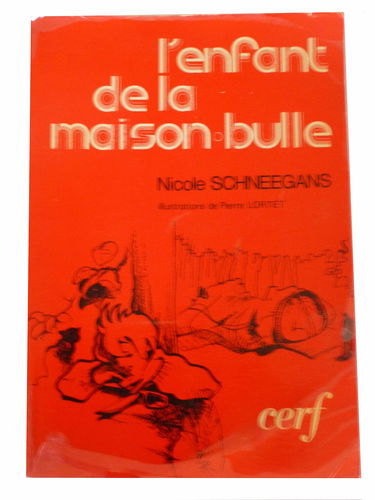 l'enfant
de la
maison-bulle
Nicole SCHNEEGANS
illustrations de Pierre LORTET
cerf